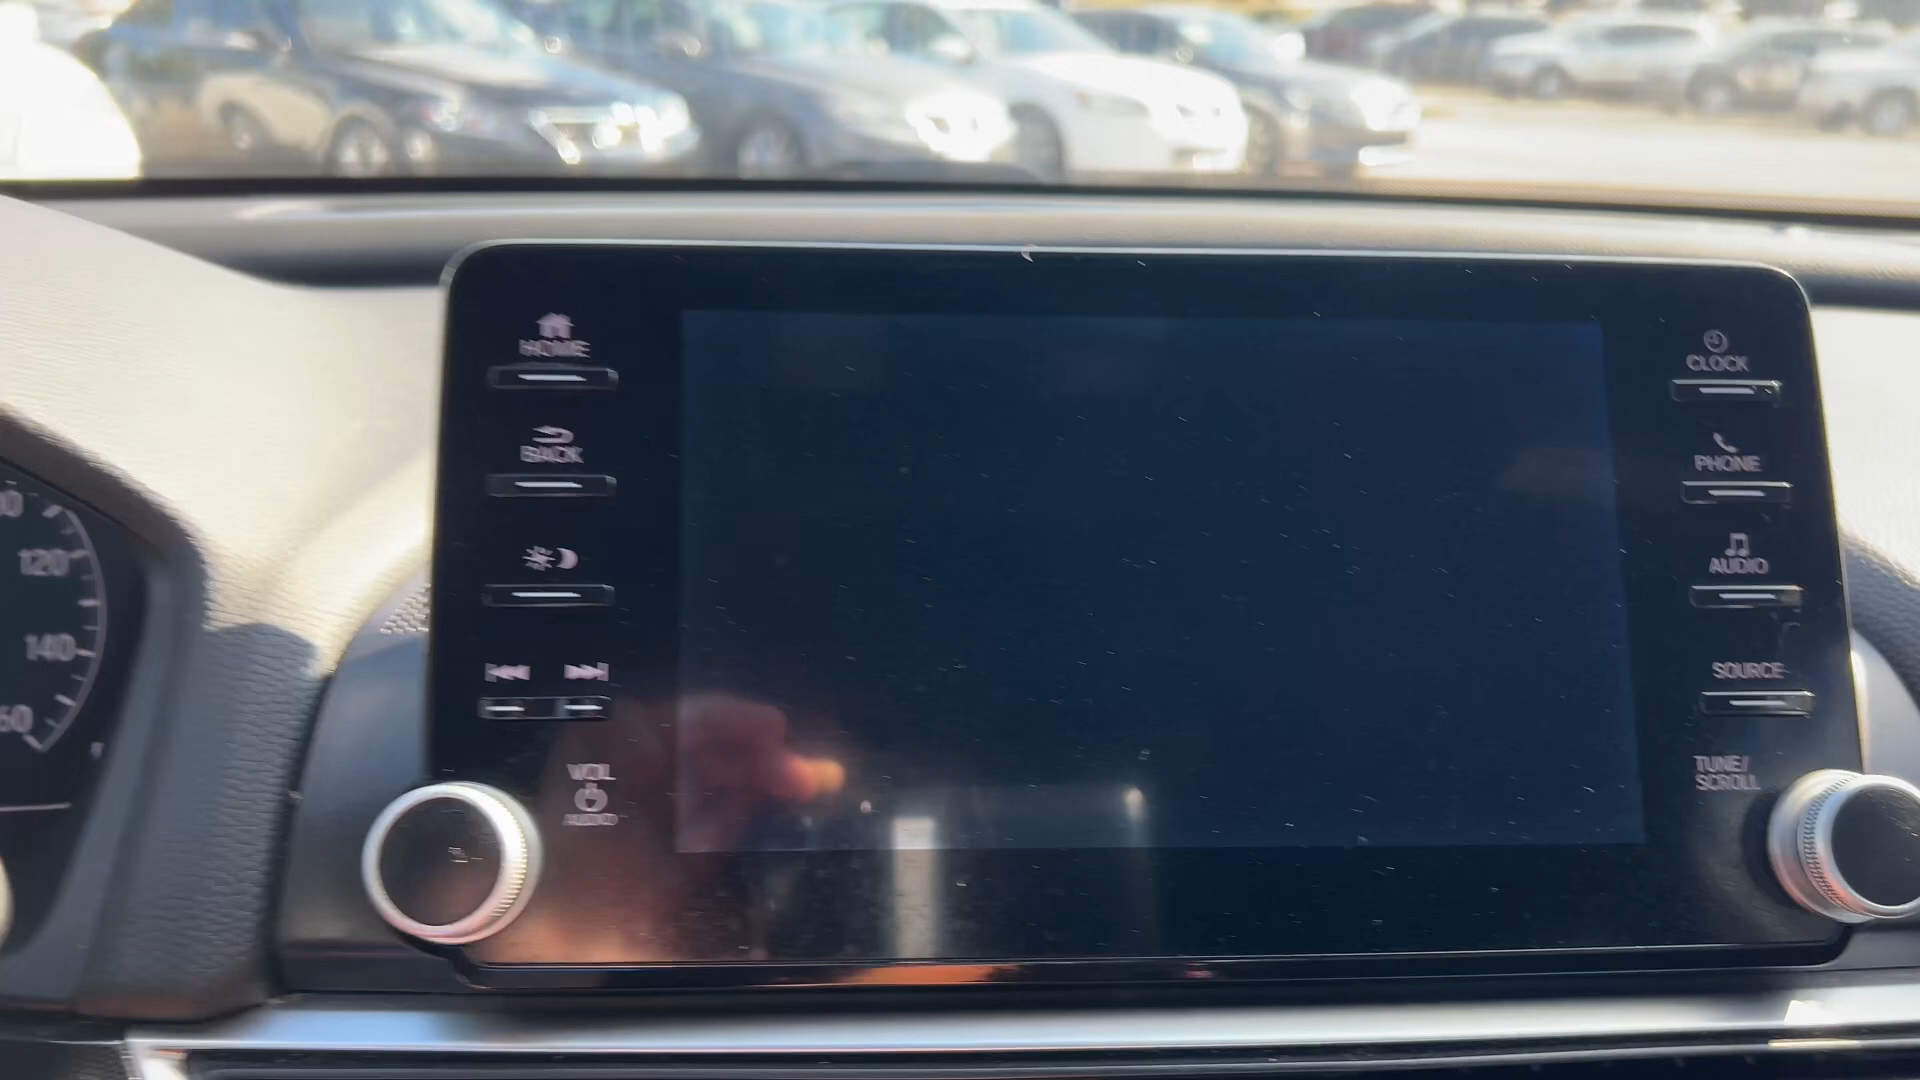 HOME
BACK
VOL
AUDIO
CLOCK
PHONE
AUDIO
SOURCE
TUNE/
SCROLL
120
140